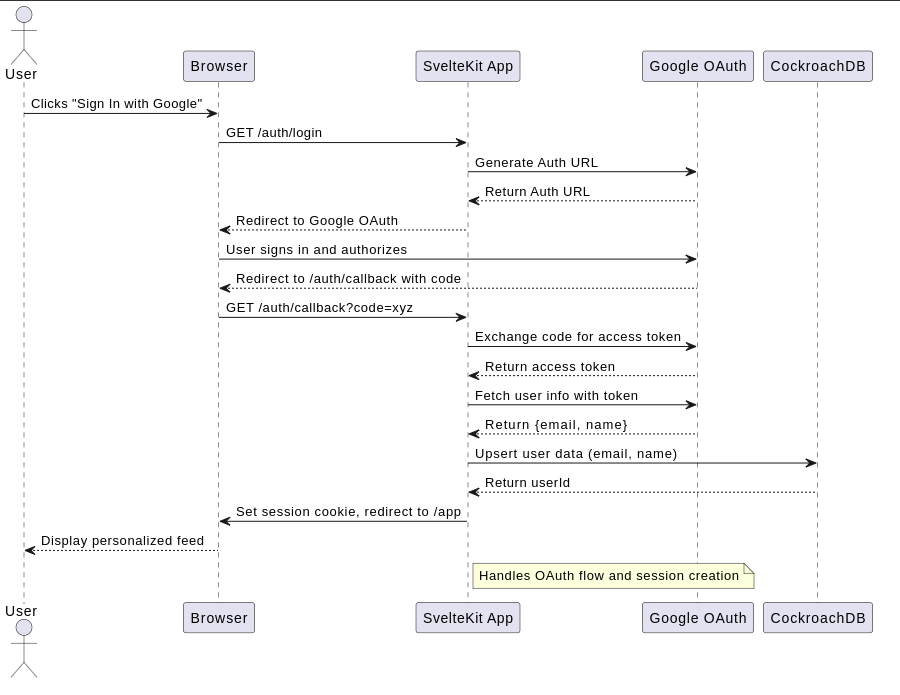 User
Browser
SvelteKit App
Google OAuth
CockroachDB
Clicks "Sign In with Google"
GET /auth/login
Generate Auth URL
Return Auth URL
Redirect to Google OAuth
User signs in and authorizes
Redirect to /auth/callback with code
GET /auth/callback?code=xyz
Exchange code for access token
Return access token
Fetch user info with token
Return {email, name}
Upsert user data (email, name)
Return userId
Set session cookie, redirect to /app
Display personalized feed
Handles OAuth flow and session creation
User
Browser
SvelteKit App
Google OAuth
CockroachDB